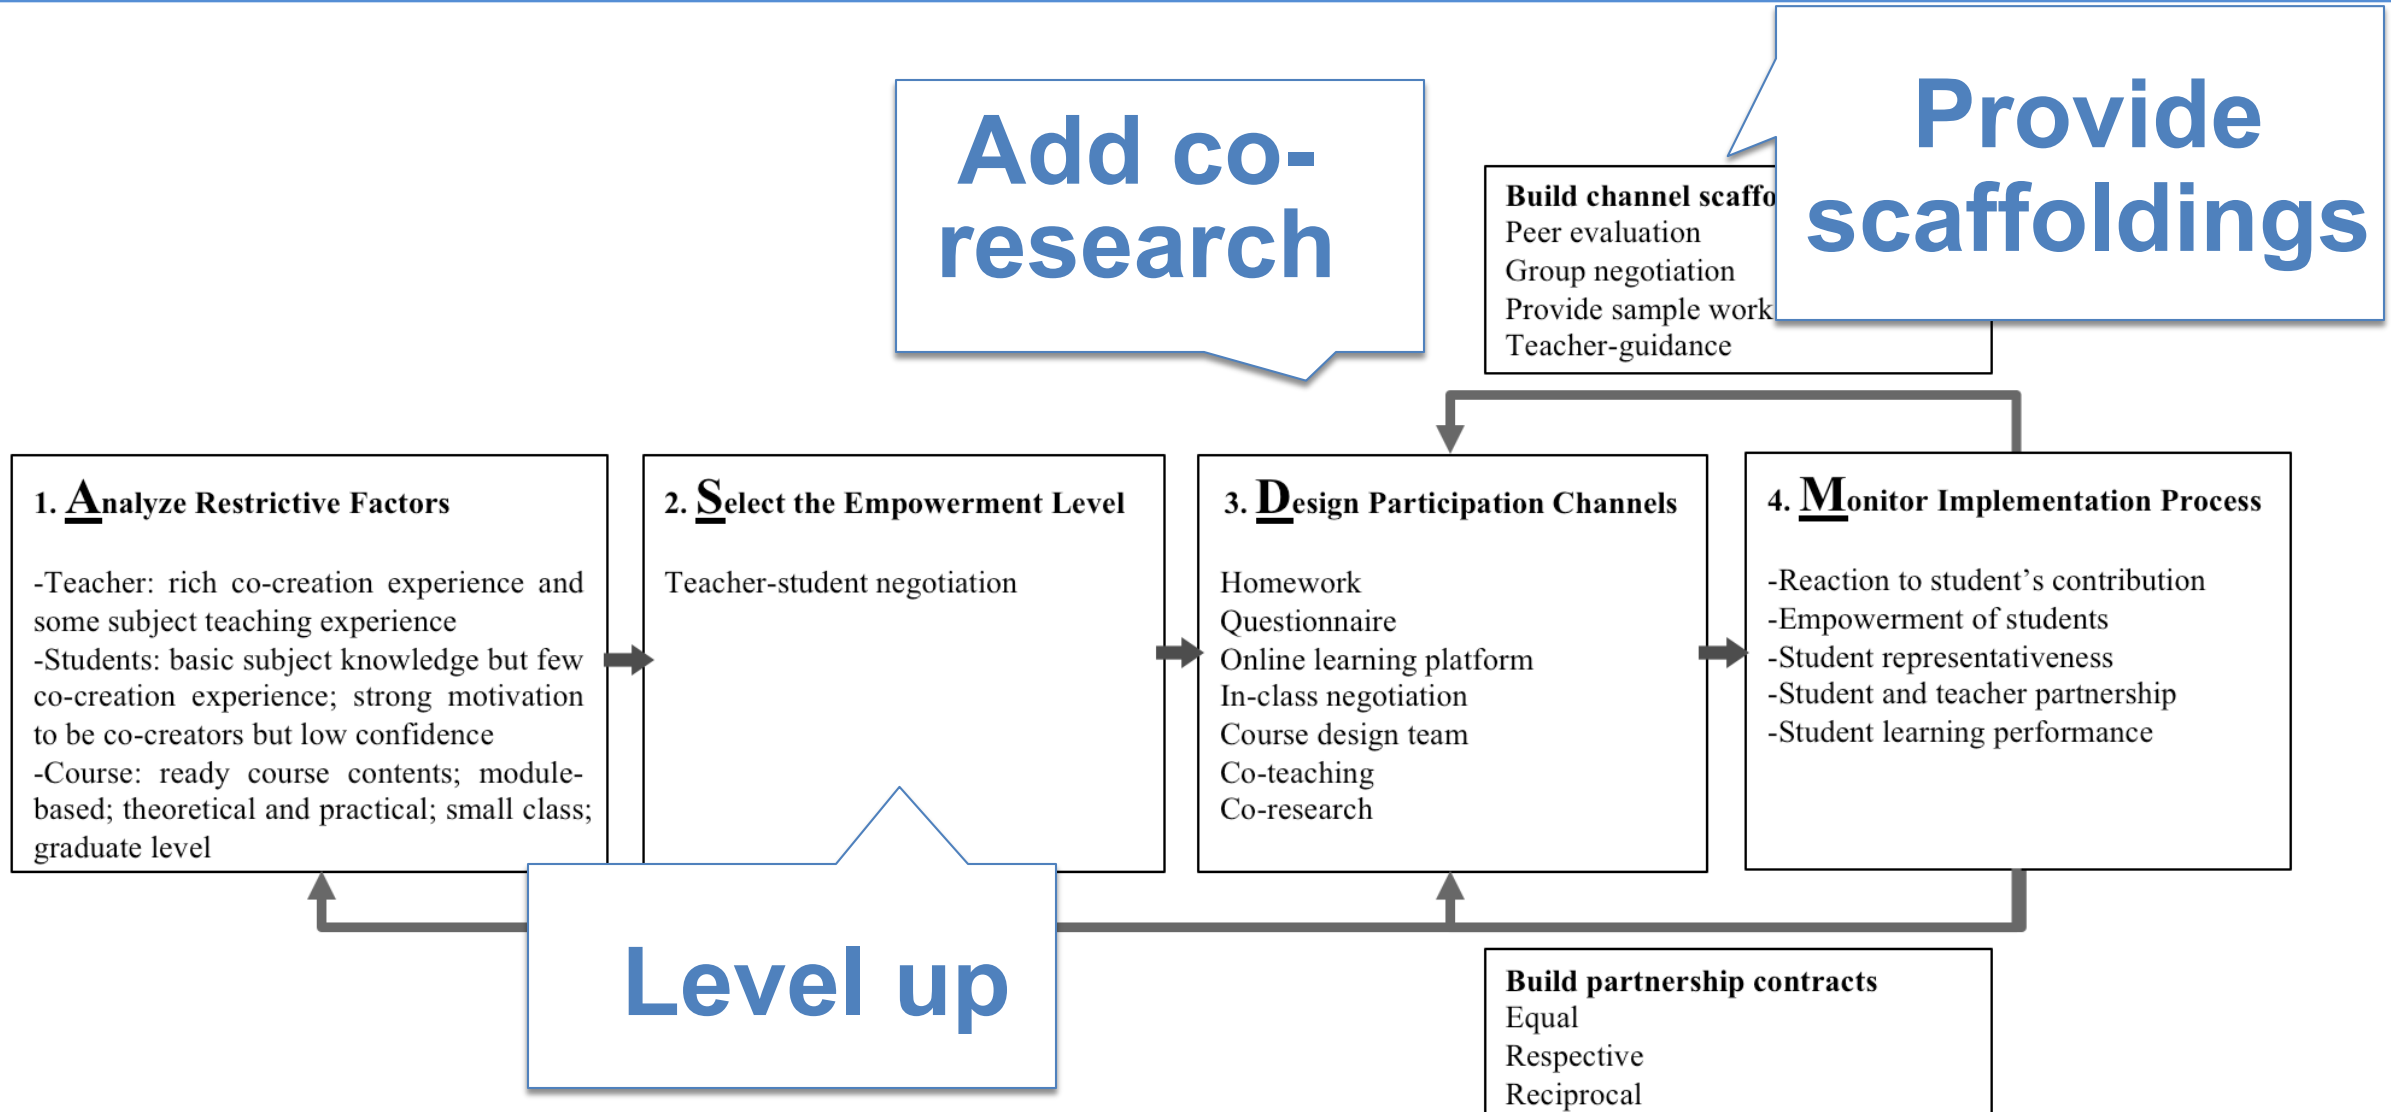 Add co-
research
Provide
scaffoldings
Build channel scaffo
Peer evaluation
Group negotiation
Provide sample work
Teacher-guidance
1. Analyze Restrictive Factors
-Teacher: rich co-creation experience and
some subject teaching experience
-Students: basic subject knowledge but few
co-creation experience; strong motivation
to be co-creators but low confidence
-Course: ready course contents; module-
based; theoretical and practical; small class;
graduate level
2. Select the Empowerment Level
Teacher-student negotiation
3. Design Participation Channels
Homework
Questionnaire
Online learning platform
In-class negotiation
Course design team
Co-teaching
Co-research
4. Monitor Implementation Process
-Reaction to student’s contribution
-Empowerment of students
-Student representativeness
-Student and teacher partnership
-Student learning performance
Level up
Build partnership contracts
Equal
Respective
Reciprocal